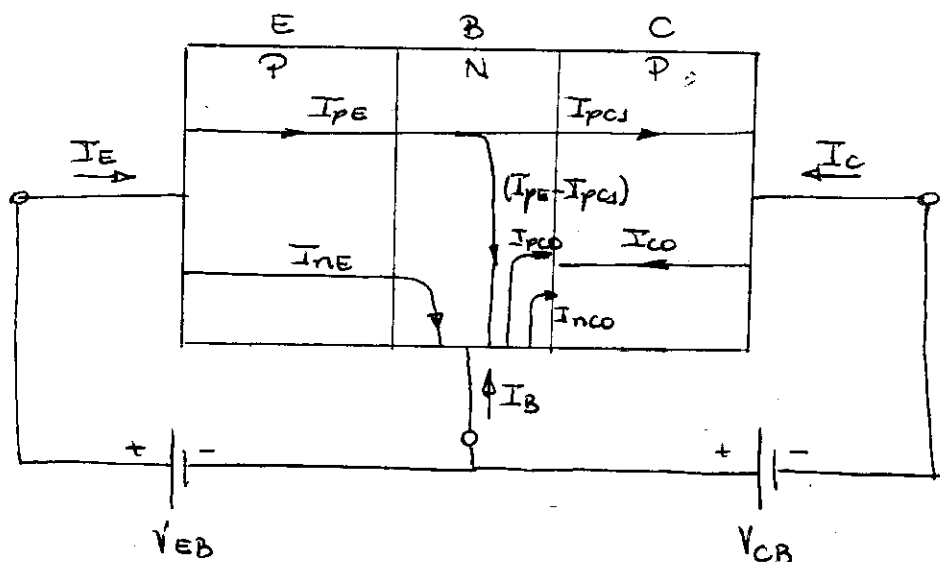 E B C
P N P
I_pE I_pC1
I_E I_C
(I_pE - I_pC1)
I_pCO I_CO
I_nE
I_nCO
I_B
+ - + -
V_EB V_CB